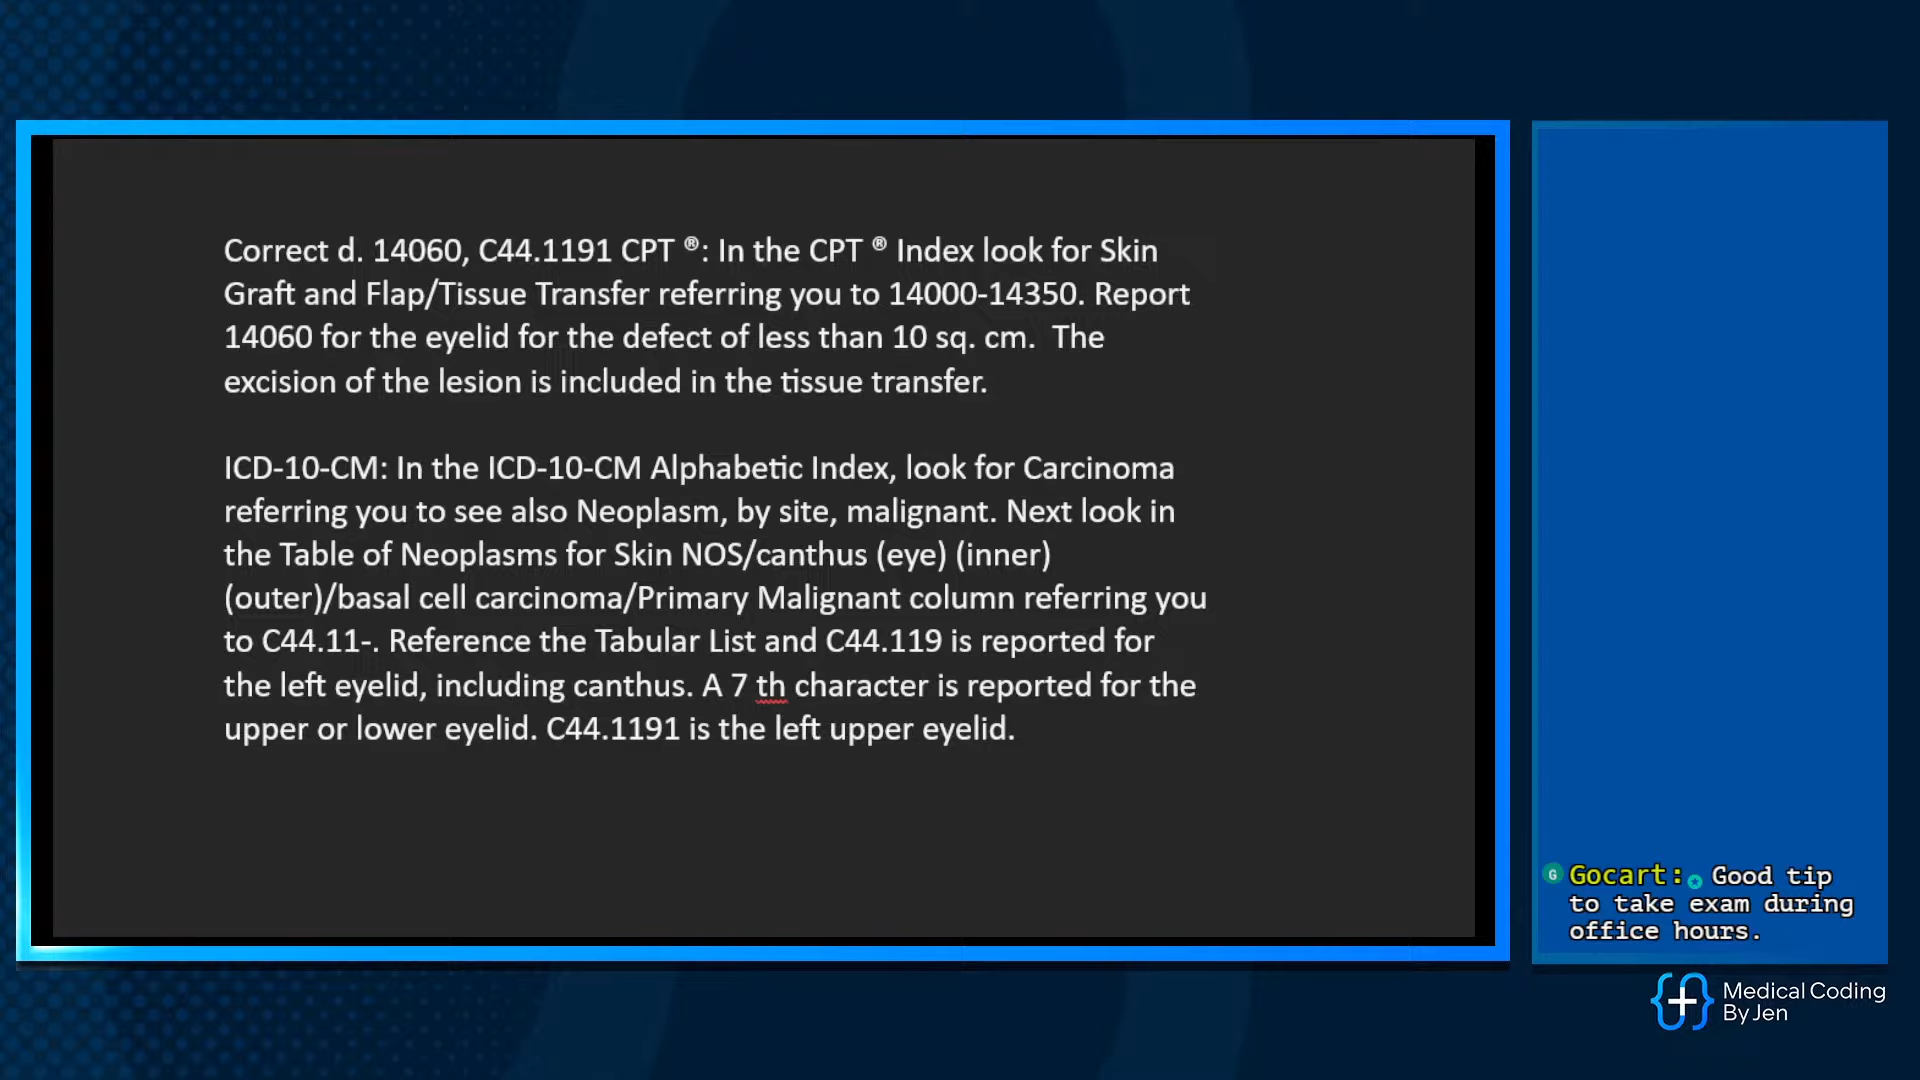 Correct d. 14060, C44.1191 CPT ®: In the CPT ® Index look for Skin
Graft and Flap/Tissue Transfer referring you to 14000-14350. Report
14060 for the eyelid for the defect of less than 10 sq. cm.  The
excision of the lesion is included in the tissue transfer.
ICD-10-CM: In the ICD-10-CM Alphabetic Index, look for Carcinoma
referring you to see also Neoplasm, by site, malignant. Next look in
the Table of Neoplasms for Skin NOS/canthus (eye) (inner)
(outer)/basal cell carcinoma/Primary Malignant column referring you
to C44.11-. Reference the Tabular List and C44.119 is reported for
the left eyelid, including canthus. A 7 th character is reported for the
upper or lower eyelid. C44.1191 is the left upper eyelid.
G Gocart: Good tip
to take exam during
office hours.
Medical Coding
By Jen